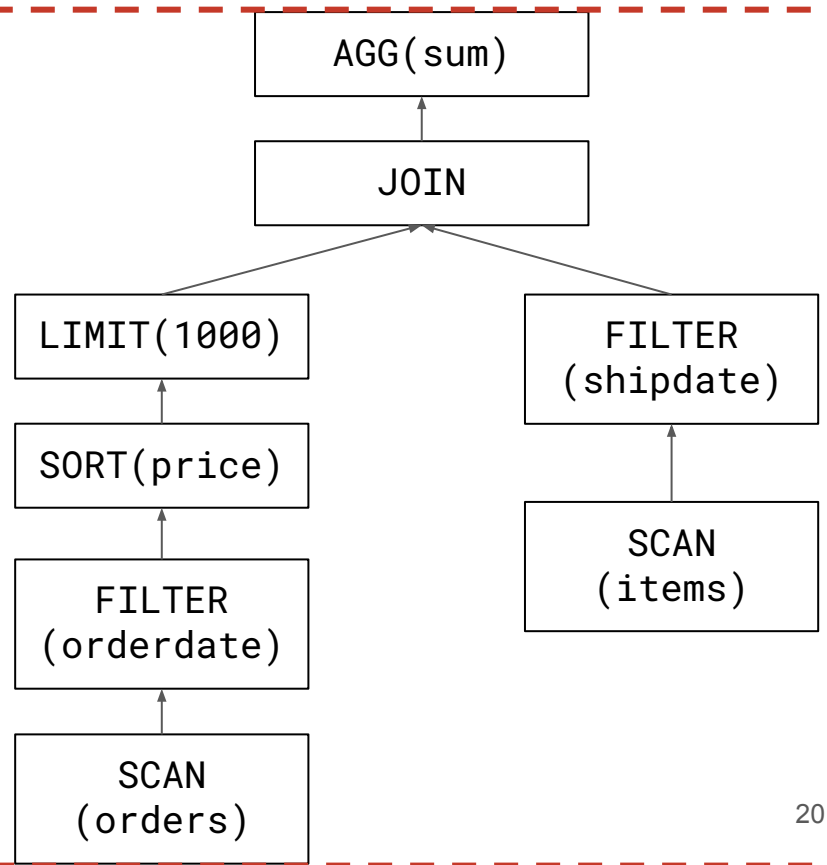 AGG(sum)
JOIN
LIMIT(1000)
SORT(price)
FILTER
(orderdate)
SCAN
(orders)
FILTER
(shipdate)
SCAN
(items)
20